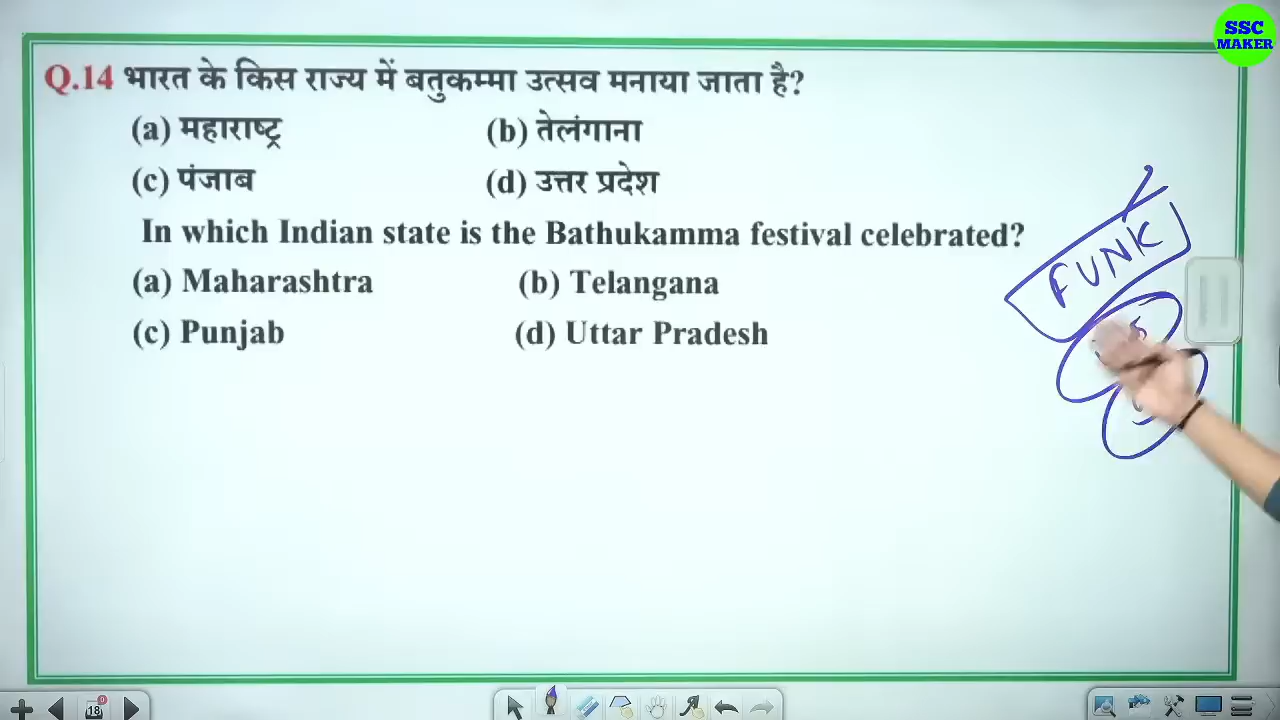 SSC
MAKER
Q.14 भारत के किस राज्य में बतुकम्मा उत्सव मनाया जाता है?
(a) महाराष्ट्र (b) तेलंगाना
(c) पंजाब (d) उत्तर प्रदेश
In which Indian state is the Bathukamma festival celebrated?
(a) Maharashtra (b) Telangana
(c) Punjab (d) Uttar Pradesh
FUNK
18